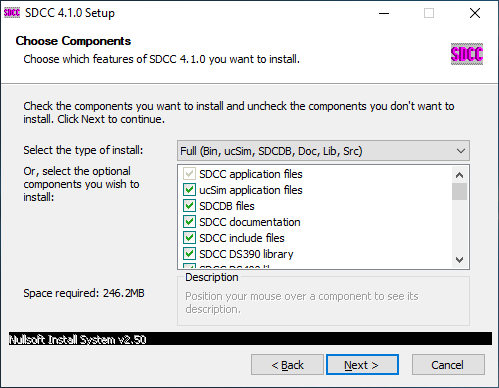 SDCC 4.1.0 Setup
Choose Components
Choose which features of SDCC 4.1.0 you want to install.
SDCC
Check the components you want to install and uncheck the components you don't want to
install. Click Next to continue.
Select the type of install:
Full (Bin, ucSim, SDCDB, Doc, Lib, Src)
Or, select the optional
components you wish to
install:
SDCC application files
ucSim application files
SDCDB files
SDCC documentation
SDCC include files
SDCC DS390 library
Space required: 246.2MB
Description
Position your mouse over a component to see its
description.
Nullsoft Install System v2.50
< Back
Next >
Cancel